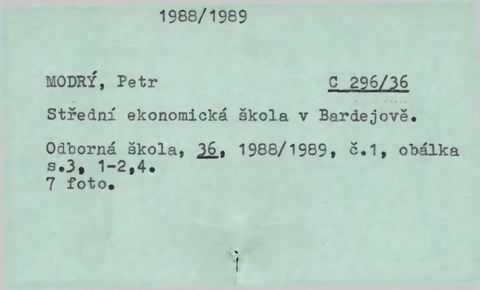 1988/1989
MODRÝ, Petr C 296/36
Střední ekonomická škola v Bardejově.
Odborná škola, 36, 1988/1989, č.1, obálka
s.3, 1-2,4.
7 foto.